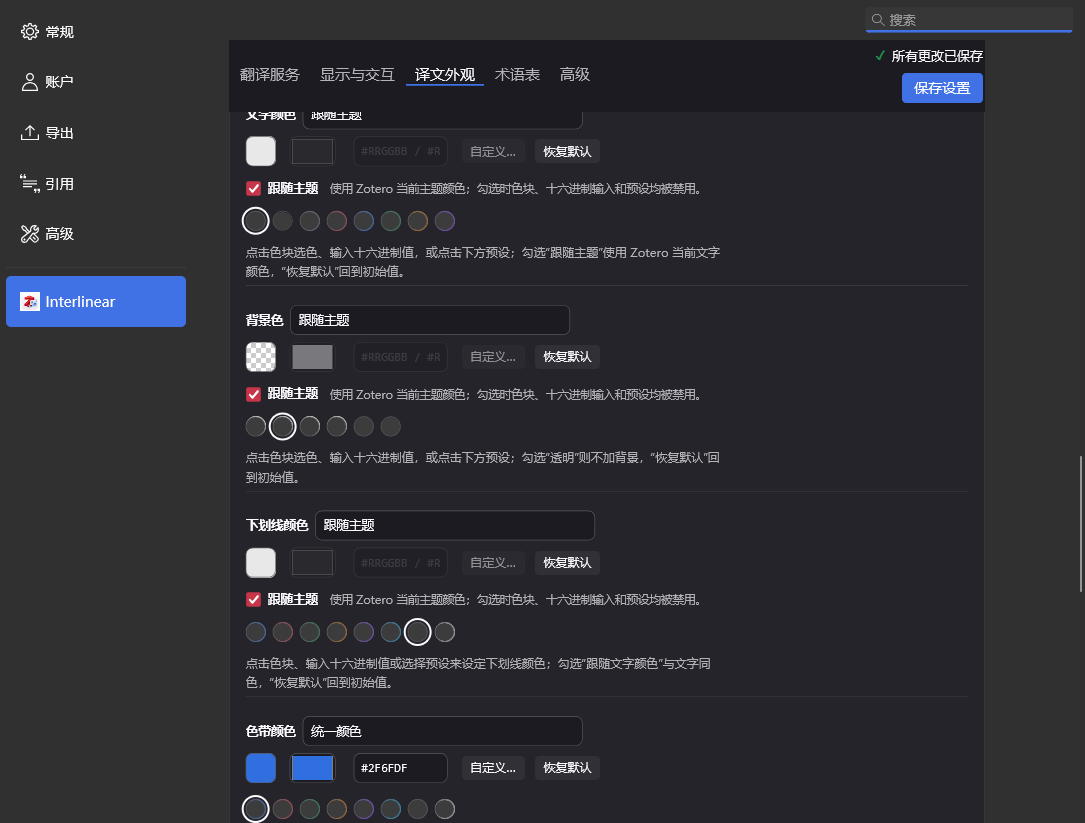 常规
账户
导出
引用
高级
Interlinear
搜索
✓ 所有更改已保存
翻译服务 显示与交互 译文外观 术语表 高级
保存设置
文字颜色 跟随主题
#RRGGBB / #R 自定义... 恢复默认
跟随主题 使用 Zotero 当前主题颜色；勾选时色块、十六进制输入和预设均被禁用。
点击色块选色、输入十六进制值，或点击下方预设；勾选“跟随主题”使用 Zotero 当前文字
颜色，“恢复默认”回到初始值。
背景色 跟随主题
#RRGGBB / #R 自定义... 恢复默认
跟随主题 使用 Zotero 当前主题颜色；勾选时色块、十六进制输入和预设均被禁用。
点击色块选色、输入十六进制值，或点击下方预设；勾选“透明”则不加背景，“恢复默认”回
到初始值。
下划线颜色 跟随主题
#RRGGBB / #R 自定义... 恢复默认
跟随主题 使用 Zotero 当前主题颜色；勾选时色块、十六进制输入和预设均被禁用。
点击色块、输入十六进制值或选择预设来设定下划线颜色；勾选“跟随文字颜色”与文字同
色，“恢复默认”回到初始值。
色带颜色 统一颜色
#2F6FDF 自定义... 恢复默认